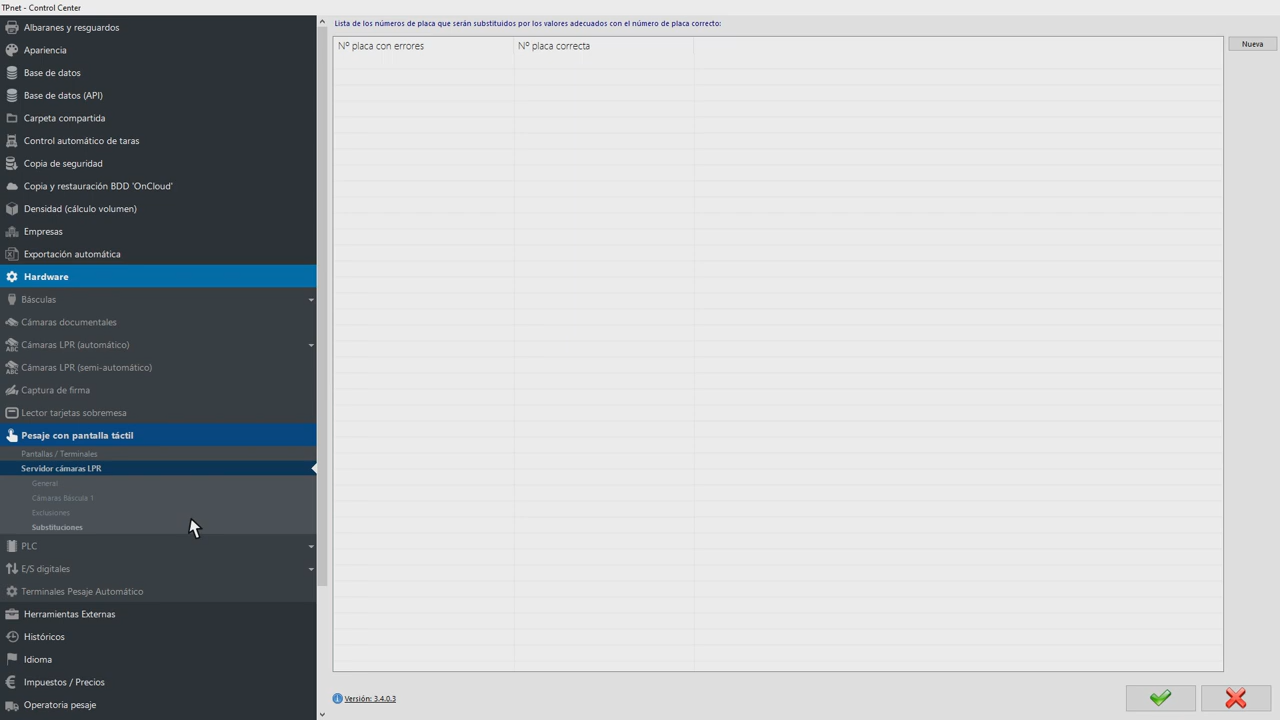 TPnet - Control Center
Albaranes y resguardos
Apariencia
Base de datos
Base de datos (API)
Carpeta compartida
Control automático de taras
Copia de seguridad
Copia y restauración BDD 'OnCloud'
Densidad (cálculo volumen)
Empresas
Exportación automática
Hardware
Básculas
Cámaras documentales
Cámaras LPR (automático)
Cámaras LPR (semi-automático)
Captura de firma
Lector tarjetas sobremesa
Pesaje con pantalla táctil
Pantallas / Terminales
Servidor cámaras LPR
General
Cámaras Báscula 1
Exclusiones
Substituciones
PLC
E/S digitales
Terminales Pesaje Automático
Herramientas Externas
Históricos
Idioma
Impuestos / Precios
Operatoria pesaje
Lista de los números de placa que serán substituidos por los valores adecuados con el número de placa correcto:
Nº placa con errores Nº placa correcta
Nueva
Versión: 3.4.0.3